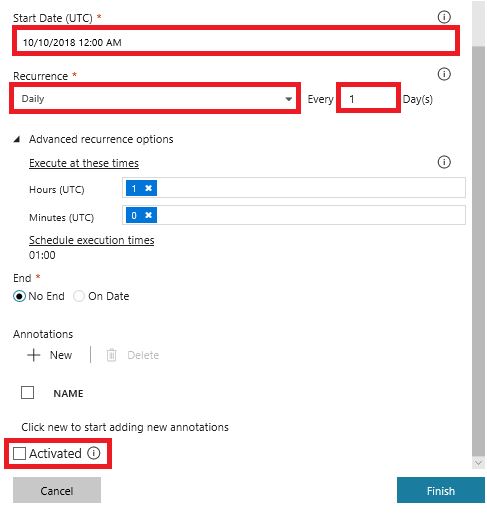 Start Date (UTC) *
10/10/2018 12:00 AM
Recurrence *
Daily Every 1 Day(s)
Advanced recurrence options
Execute at these times
Hours (UTC) 1 ×
Minutes (UTC) 0 ×
Schedule execution times
01:00
End *
No End On Date
Annotations
+ New Delete
NAME
Click new to start adding new annotations
Activated
Cancel Finish